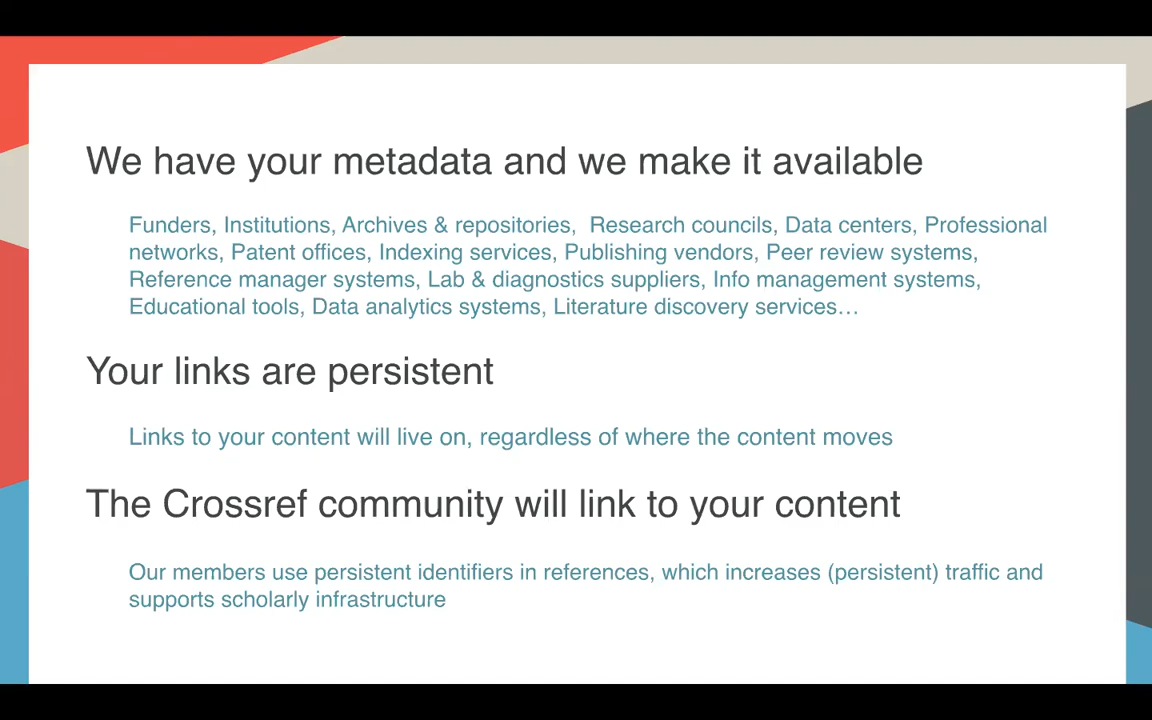 We have your metadata and we make it available
Funders, Institutions, Archives & repositories,  Research councils, Data centers, Professional
networks, Patent offices, Indexing services, Publishing vendors, Peer review systems,
Reference manager systems, Lab & diagnostics suppliers, Info management systems,
Educational tools, Data analytics systems, Literature discovery services…
Your links are persistent
Links to your content will live on, regardless of where the content moves
The Crossref community will link to your content
Our members use persistent identifiers in references, which increases (persistent) traffic and
supports scholarly infrastructure